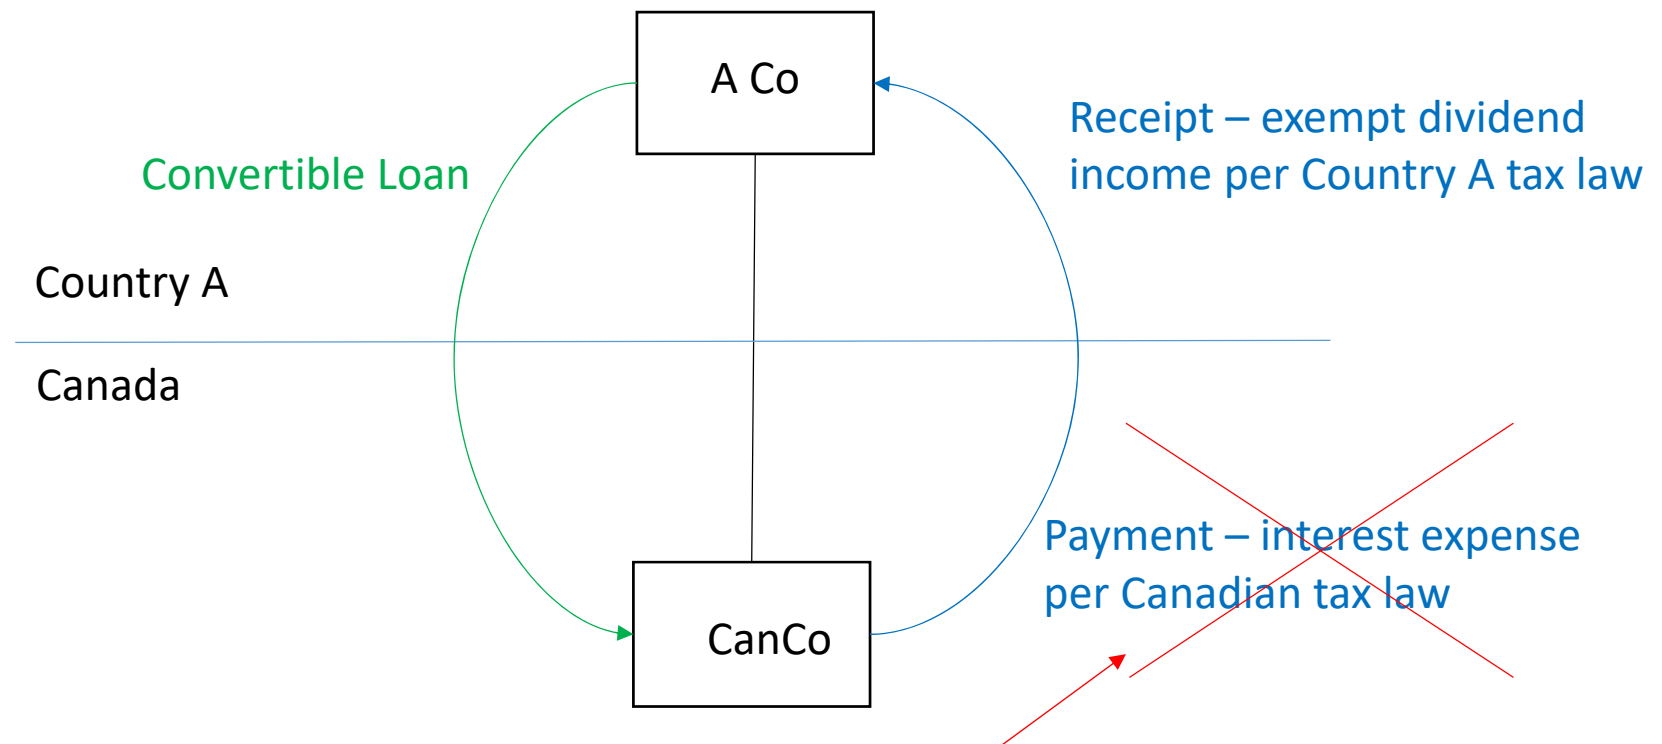 A Co
Receipt – exempt dividend
income per Country A tax law
Convertible Loan
Country A
Canada
Payment – interest expense
per Canadian tax law
CanCo